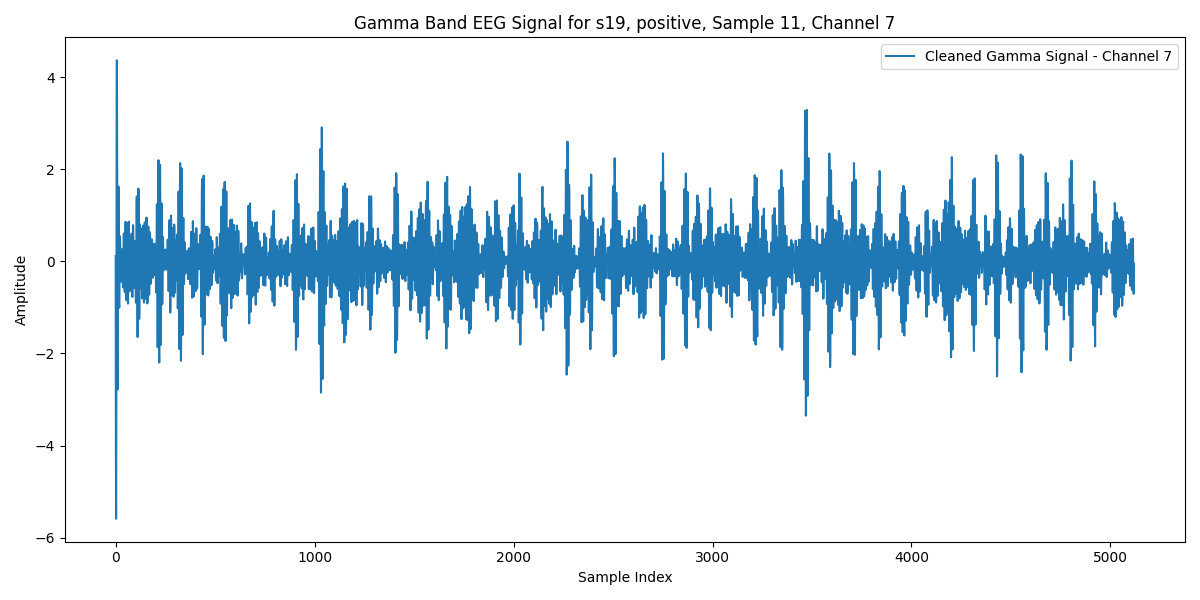 Gamma Band EEG Signal for s19, positive, Sample 11, Channel 7
Cleaned Gamma Signal - Channel 7
Amplitude
4
2
0
−2
−4
−6
0 1000 2000 3000 4000 5000
Sample Index